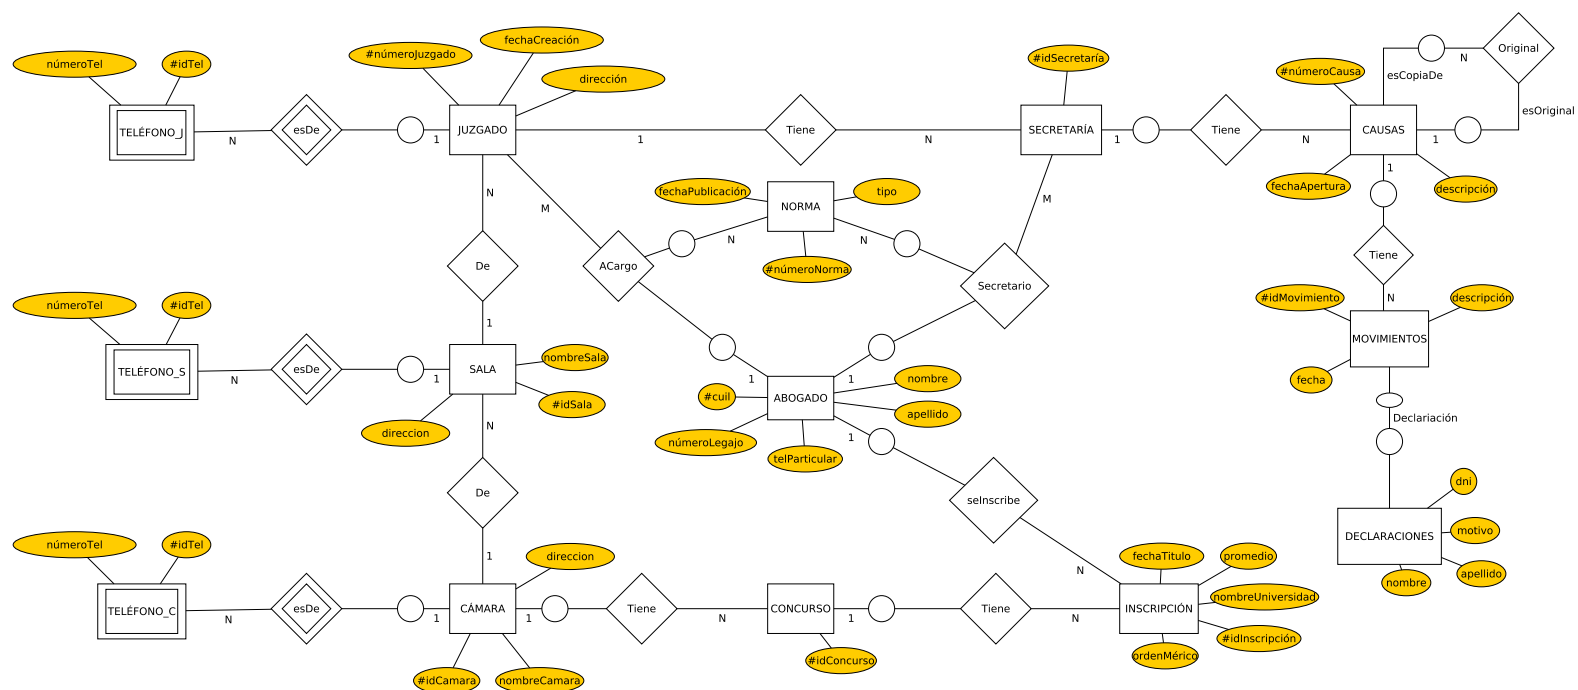 fechaCreación
#númeroJuzgado
dirección
númeroTel
#idTel
#idSecretaría
#númeroCausa
Original
N
esCopiaDe
esOriginal
TELÉFONO_J
N
esDe
1
JUZGADO
1
Tiene
N
SECRETARÍA
1
Tiene
N
CAUSAS
1
fechaApertura
1
descripción
N
M
fechaPublicación
NORMA
tipo
M
N
N
#númeroNorma
De
ACargo
Secretario
Tiene
númeroTel
#idTel
1
#idMovimiento
N
descripción
MOVIMIENTOS
fecha
TELÉFONO_S
N
esDe
1
SALA
nombreSala
#idSala
direccion
1
1
#cuil
ABOGADO
nombre
apellido
númeroLegajo
telParticular
1
Declariación
N
De
seInscribe
dni
DECLARACIONES
motivo
apellido
nombre
númeroTel
#idTel
1
direccion
N
fechaTitulo
promedio
nombreUniversidad
TELÉFONO_C
N
esDe
1
CÁMARA
1
Tiene
N
CONCURSO
1
Tiene
N
INSCRIPCIÓN
#idInscripción
ordenMérico
#idConcurso
#idCamara
nombreCamara